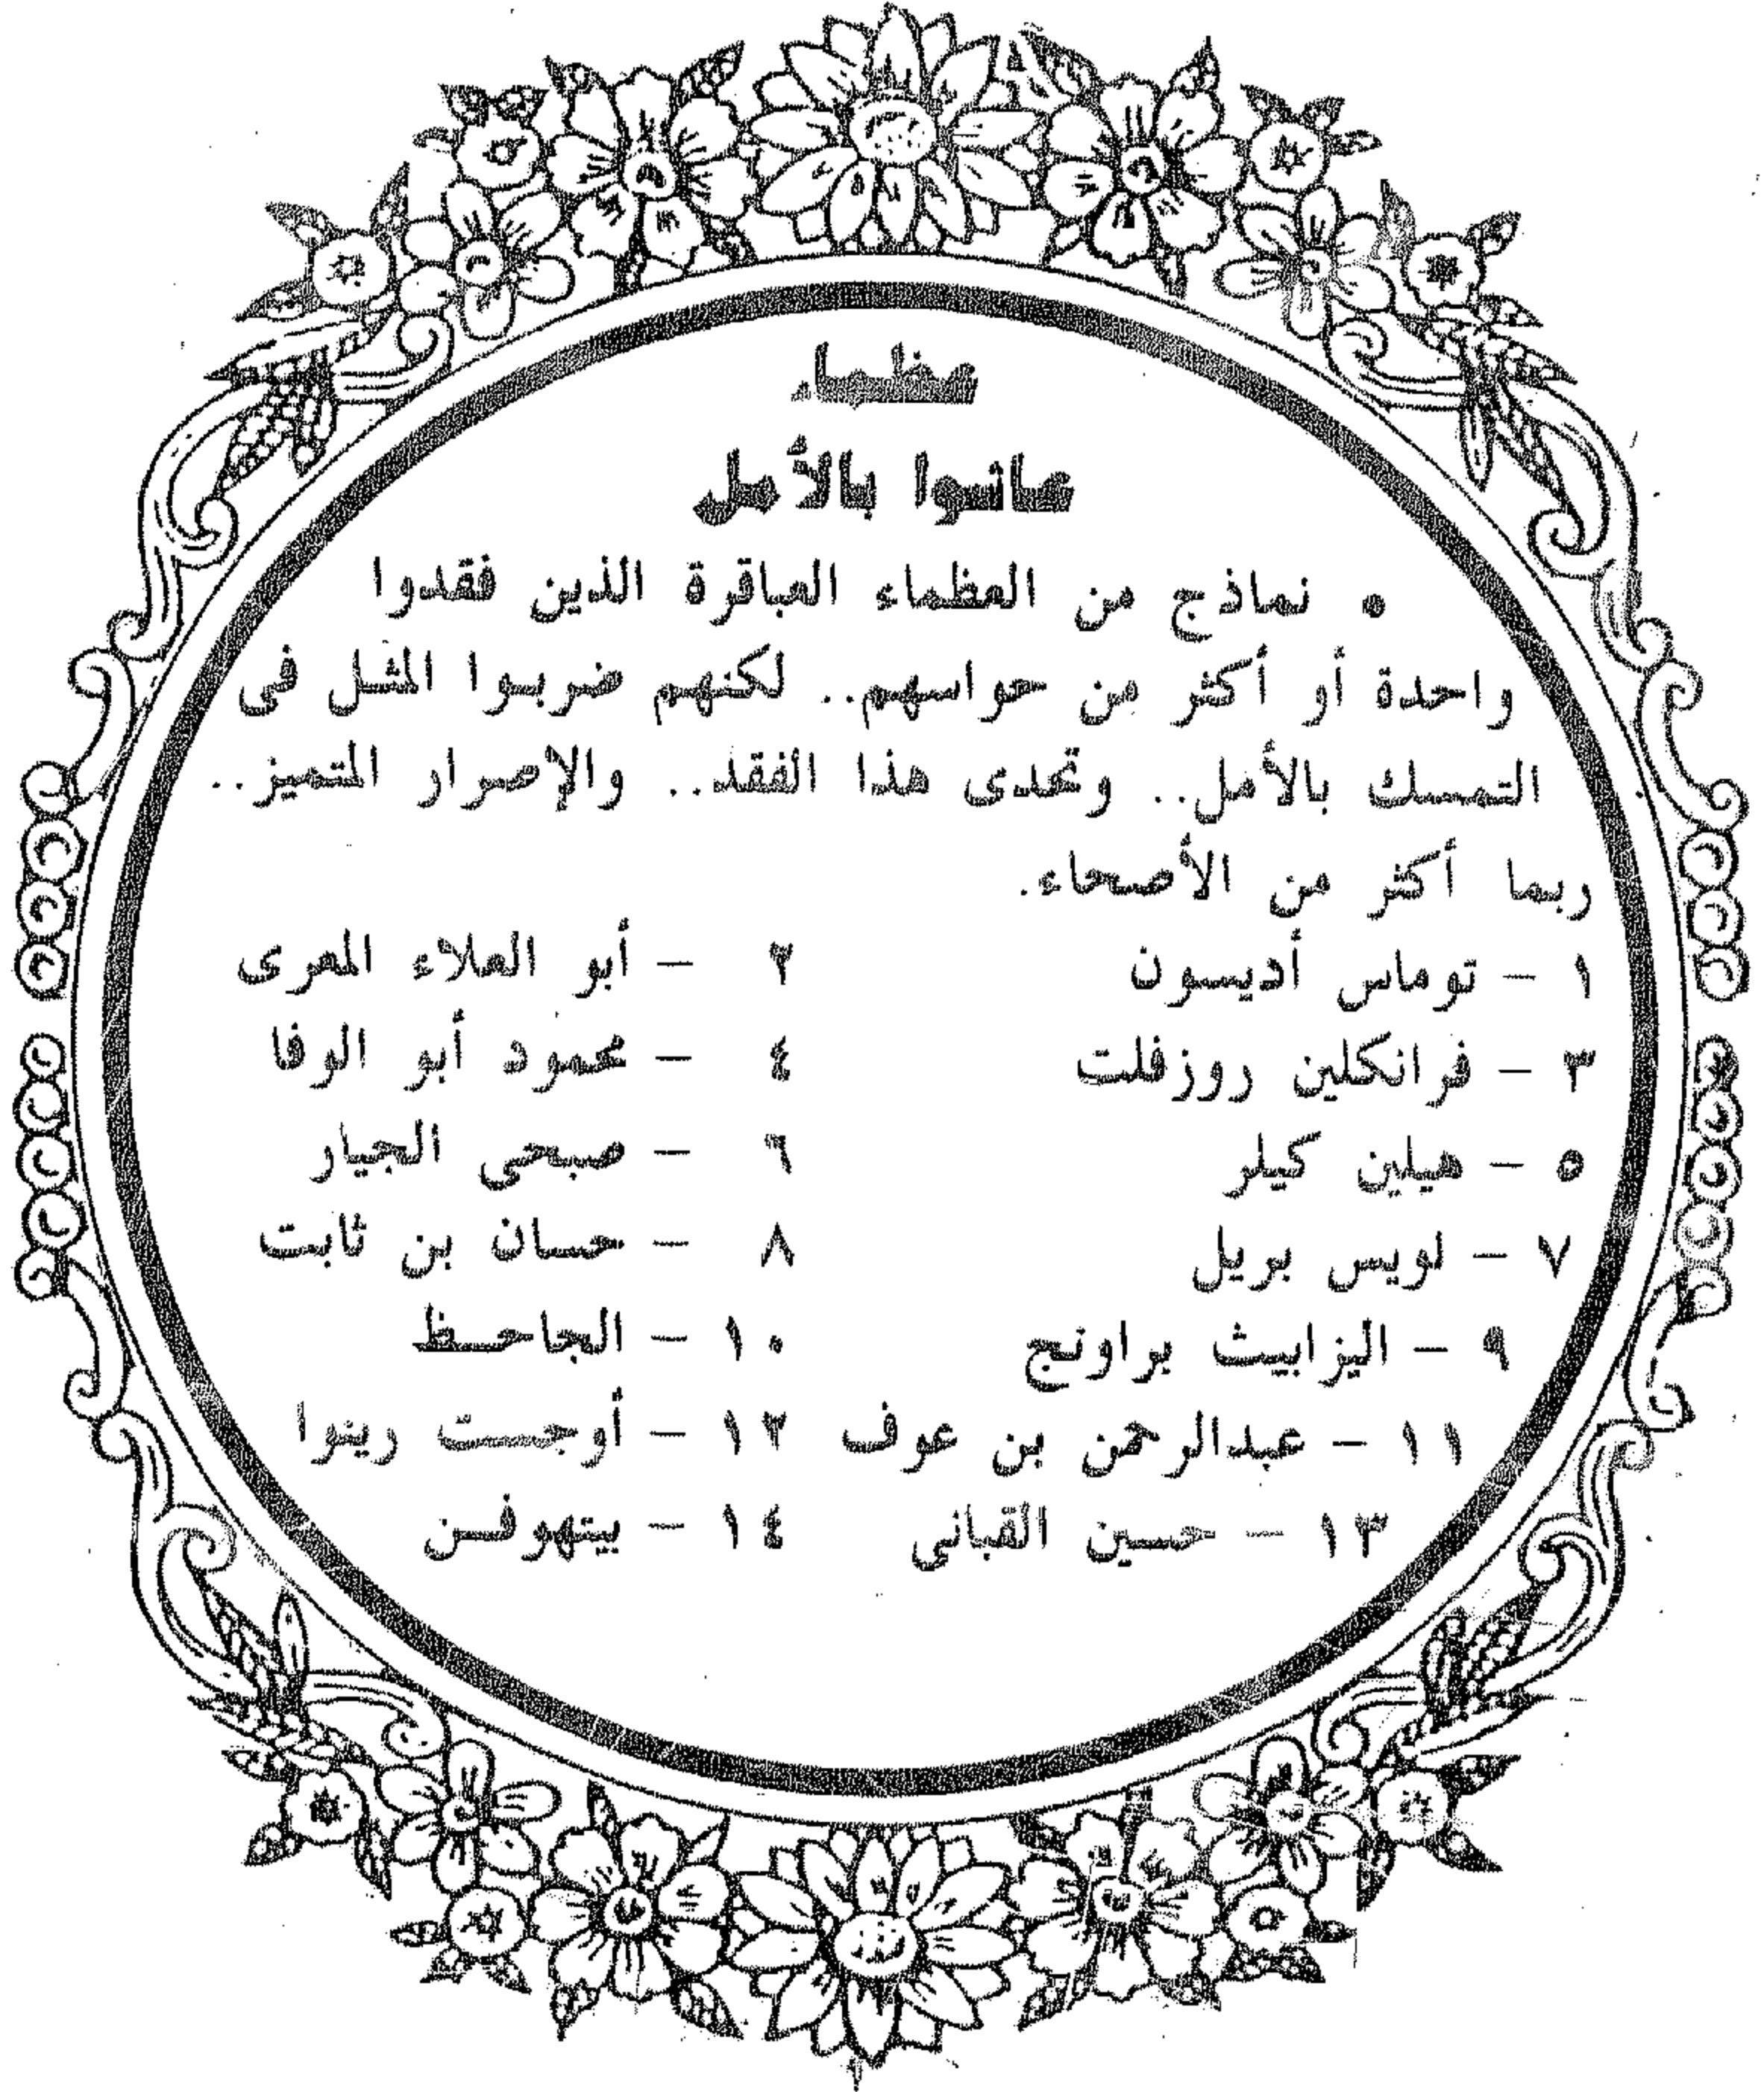 عظماء
عاشوا بالأمل
• نماذج من العظماء العباقرة الذين فقدوا
واحدة أو أكثر من حواسهم.. لكنهم ضربوا المثل فى
التمسك بالأمل.. وتحدى هذا الفقد.. والإصرار المتميز..
ربما أكثر من الأصحاء.
١ – توماس أديسون ٢ – أبو العلاء المعرى
٣ – فرانكلين روزفلت ٤ – محمود أبو الوفا
٥ – هيلين كيلر ٦ – صبحى الجيار
٧ – لويس بريل ٨ – حسان بن ثابت
٩ – اليزابيث براونج ١٠ – الجاحظ
١١ – عبدالرحمن بن عوف ١٢ – أوجست رينوا
١٣ – حسين القبانى ١٤ – بيتهوفن